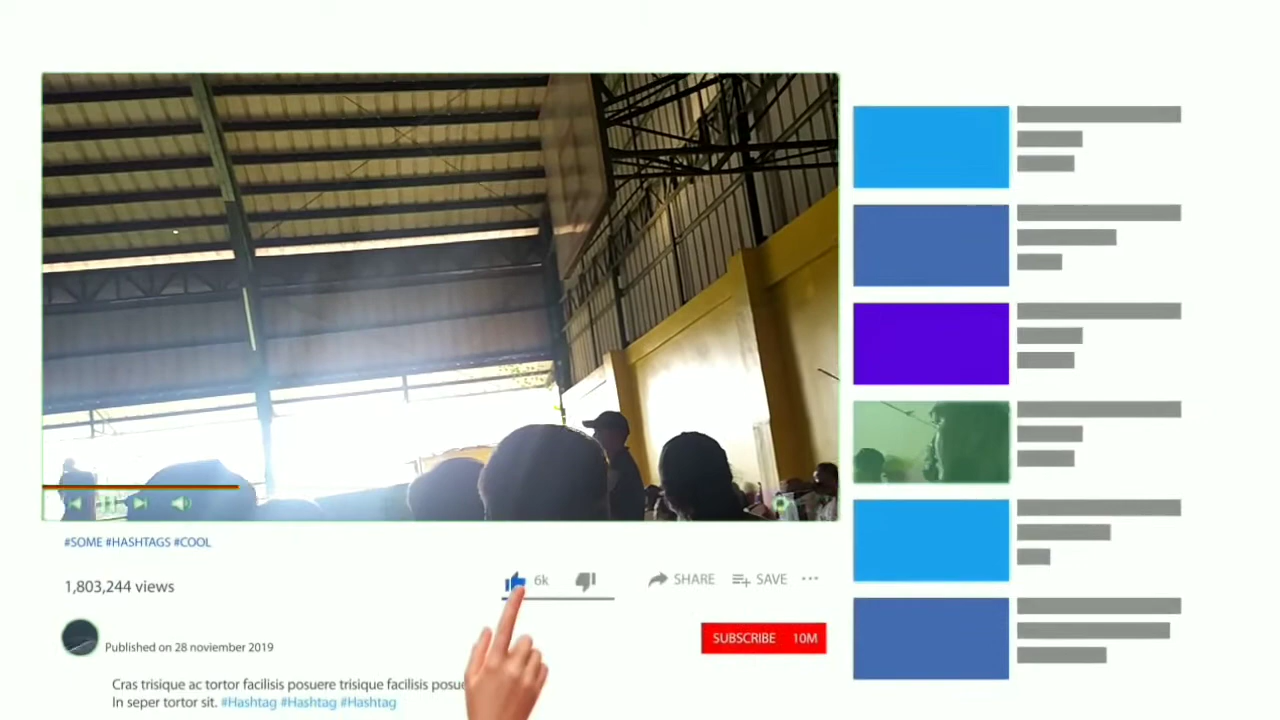 #SOME #HASHTAGS #COOL
1,803,244 views
6k
SHARE
SAVE
SUBSCRIBE 10M
Published on 28 noviember 2019
Cras trisique ac tortor facilisis posuere trisique facilisis posue
In seper tortor sit. #Hashtag #Hashtag #Hashtag